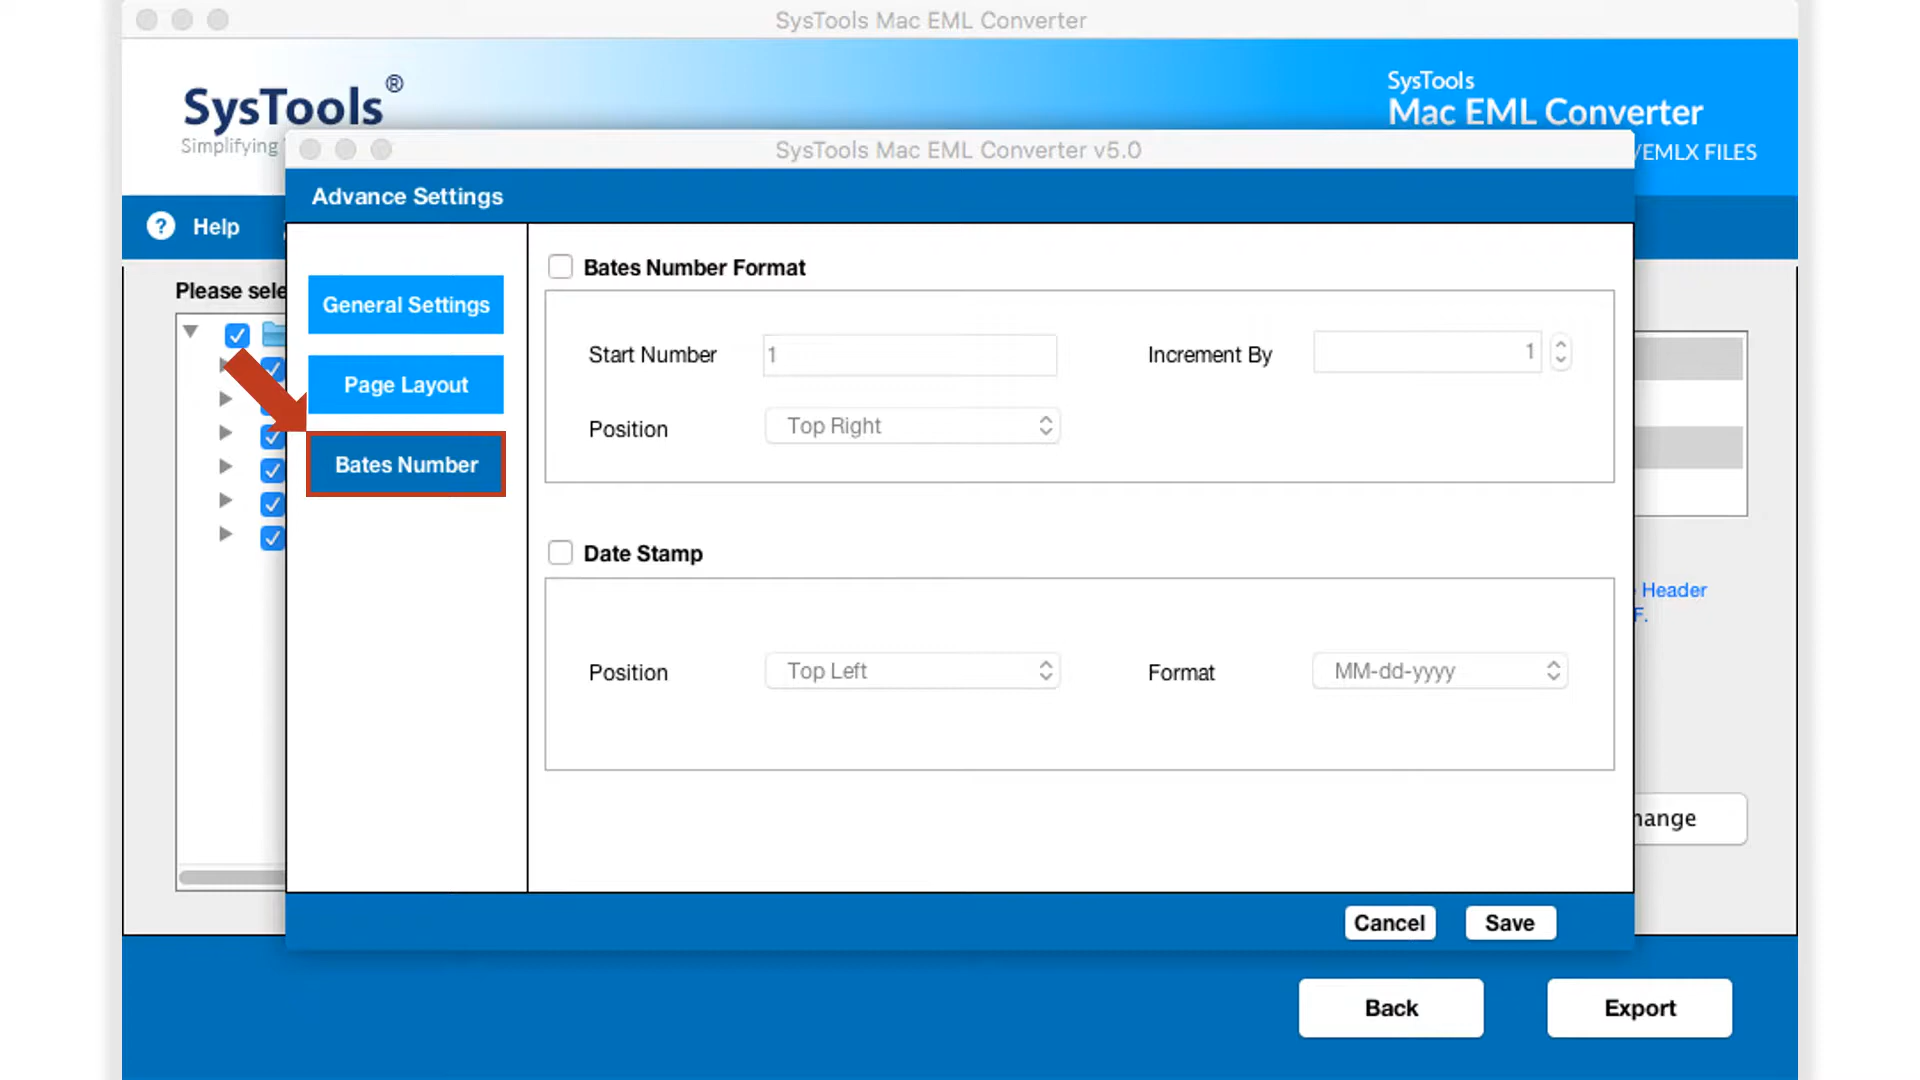 SysTools Mac EML Converter
SysTools®
Simplifying
SysTools
Mac EML Converter
/EMLX FILES
SysTools Mac EML Converter v5.0
Advance Settings
? Help
Please sele
General Settings
Page Layout
Bates Number
Bates Number Format
Start Number 1 Increment By 1
Position Top Right
Date Stamp
Position Top Left Format MM-dd-yyyy
Header
F.
hange
Cancel Save
Back Export